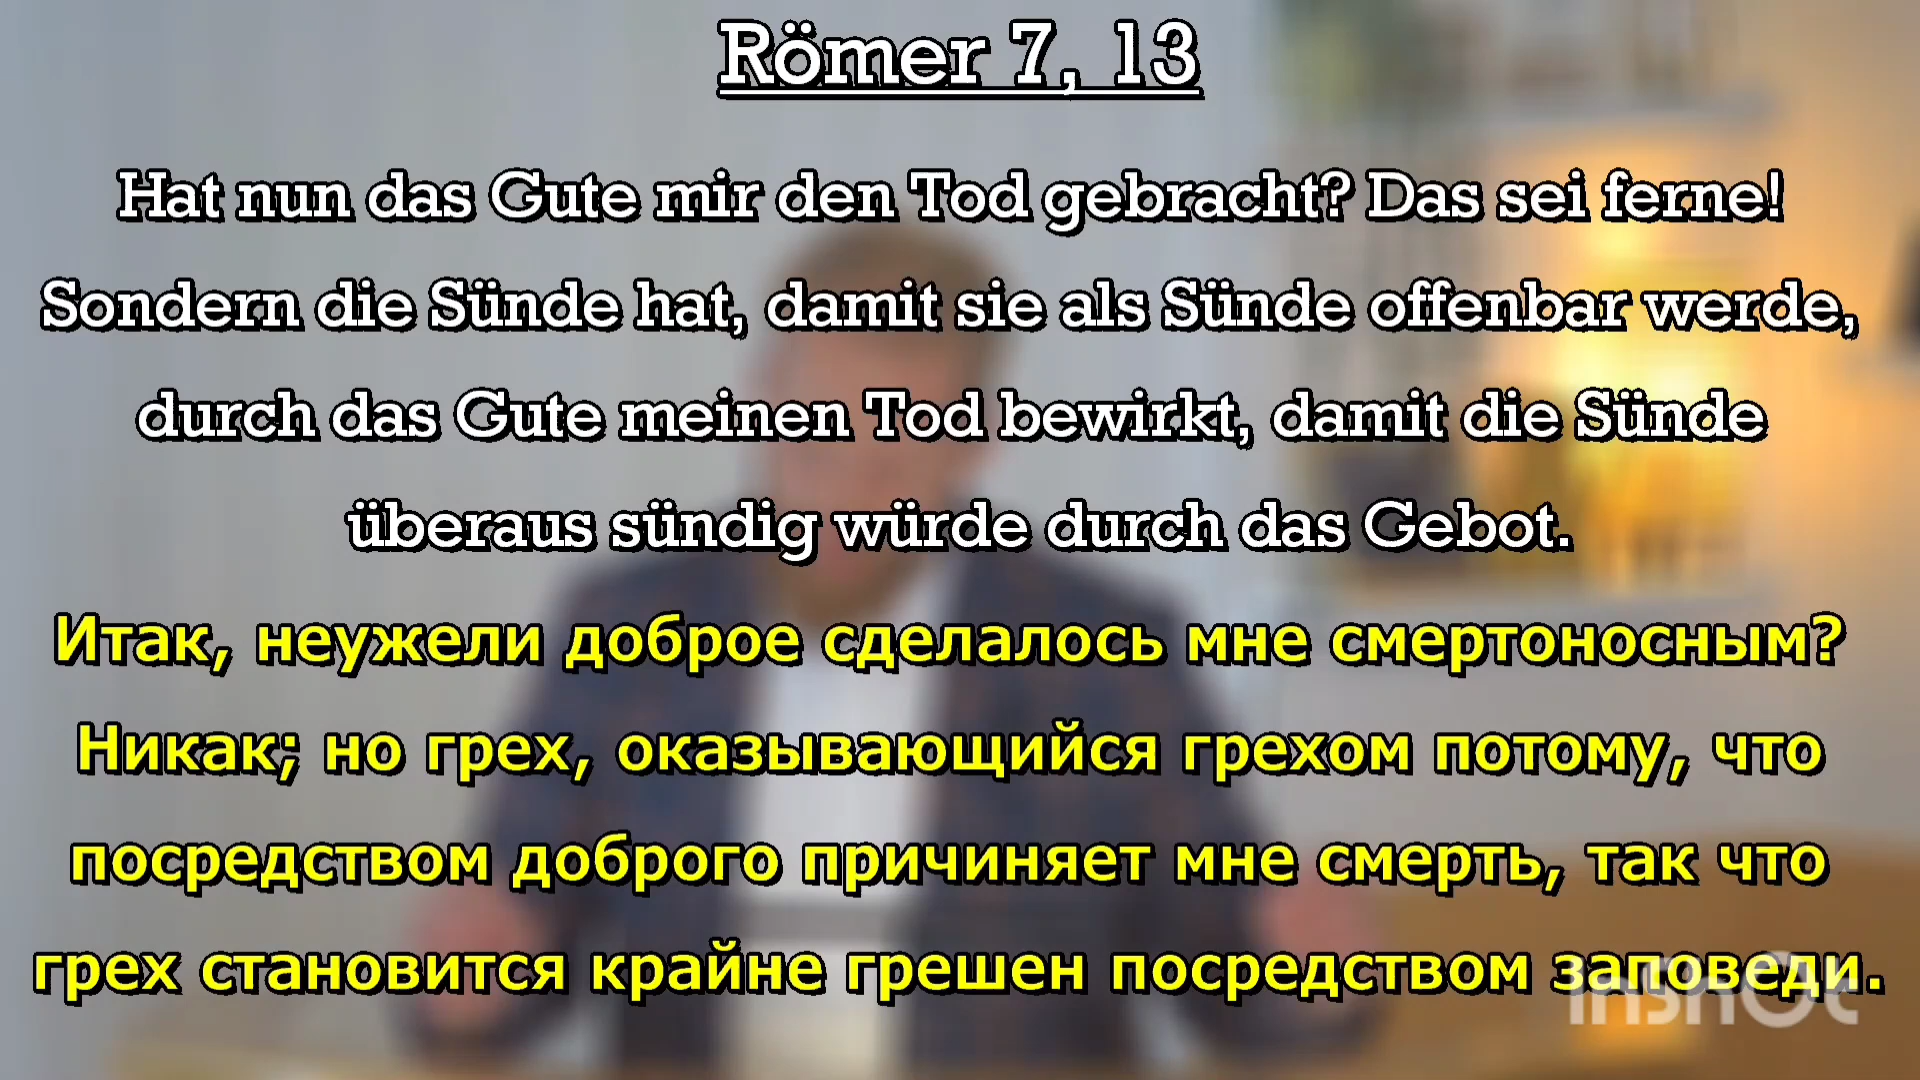 Römer 7, 13
Hat nun das Gute mir den Tod gebracht? Das sei ferne!
Sondern die Sünde hat, damit sie als Sünde offenbar werde,
durch das Gute meinen Tod bewirkt, damit die Sünde
überaus sündig würde durch das Gebot.
Итак, неужели доброе сделалось мне смертоносным?
Никак; но грех, оказывающийся грехом потому, что
посредством доброго причиняет мне смерть, так что
грех становится крайне грешен посредством заповеди.
InShOt